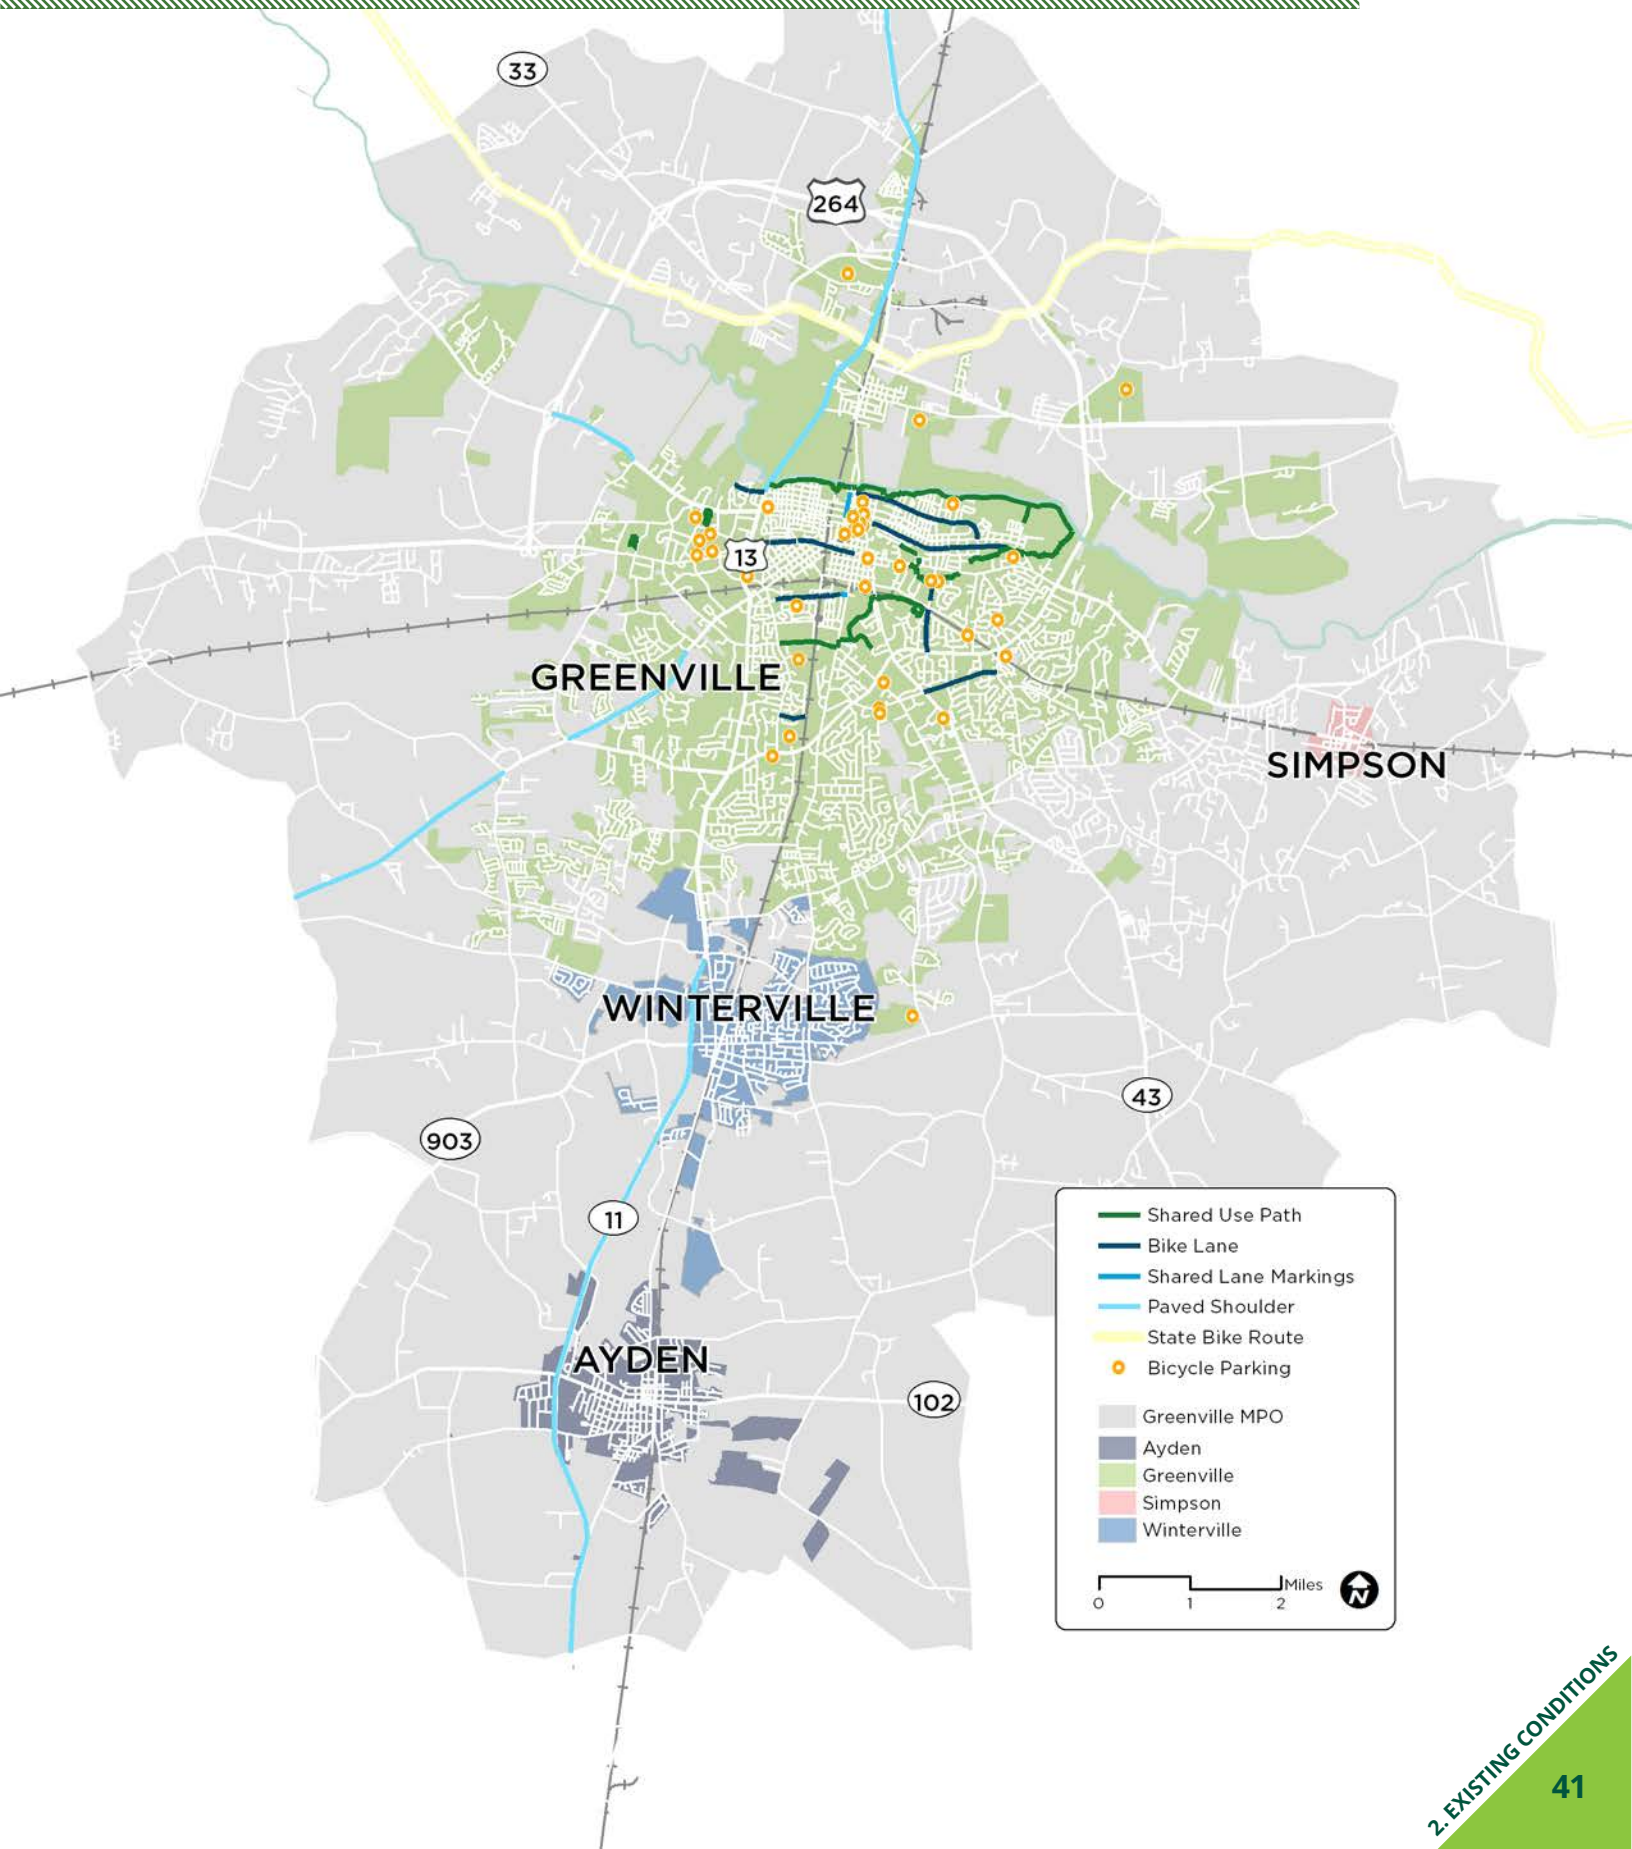 33
264
13
GREENVILLE
SIMPSON
WINTERVILLE
43
903
11
AYDEN
102
Shared Use Path
Bike Lane
Shared Lane Markings
Paved Shoulder
State Bike Route
Bicycle Parking
Greenville MPO
Ayden
Greenville
Simpson
Winterville
Miles
0 1 2
N
2. EXISTING CONDITIONS
41